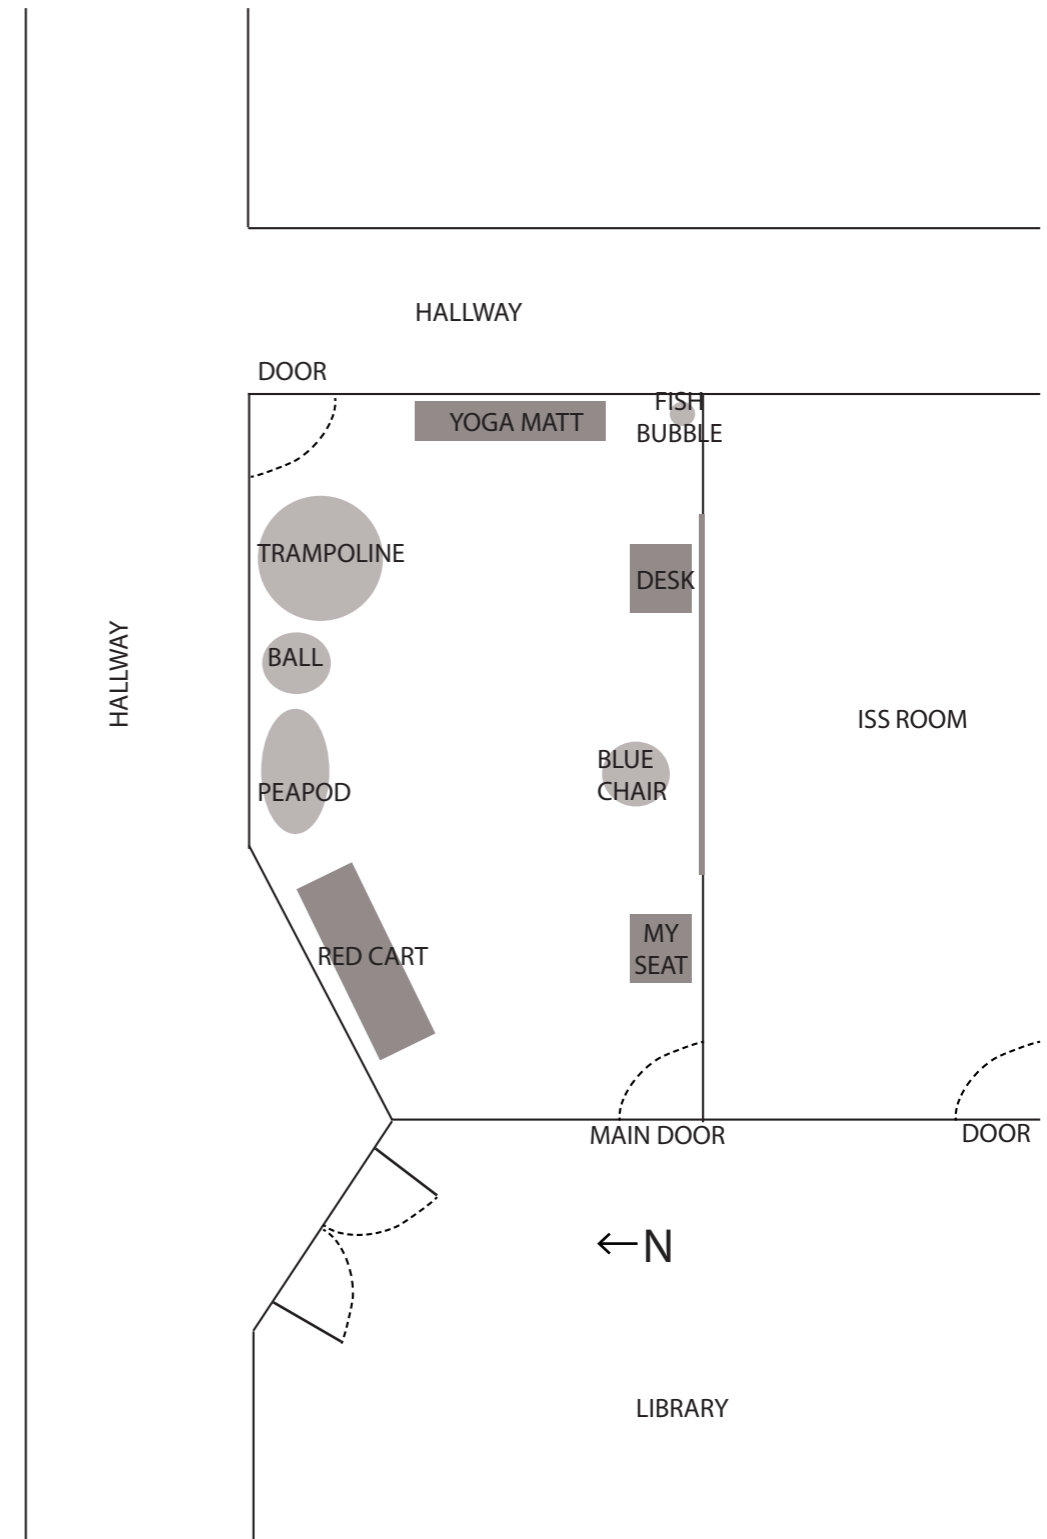 HALLWAY
DOOR
FISH
BUBBLE
YOGA MATT
TRAMPOLINE
DESK
HALLWAY
BALL
ISS ROOM
BLUE
CHAIR
PEAPOD
MY
SEAT
RED CART
MAIN DOOR
DOOR
N
LIBRARY